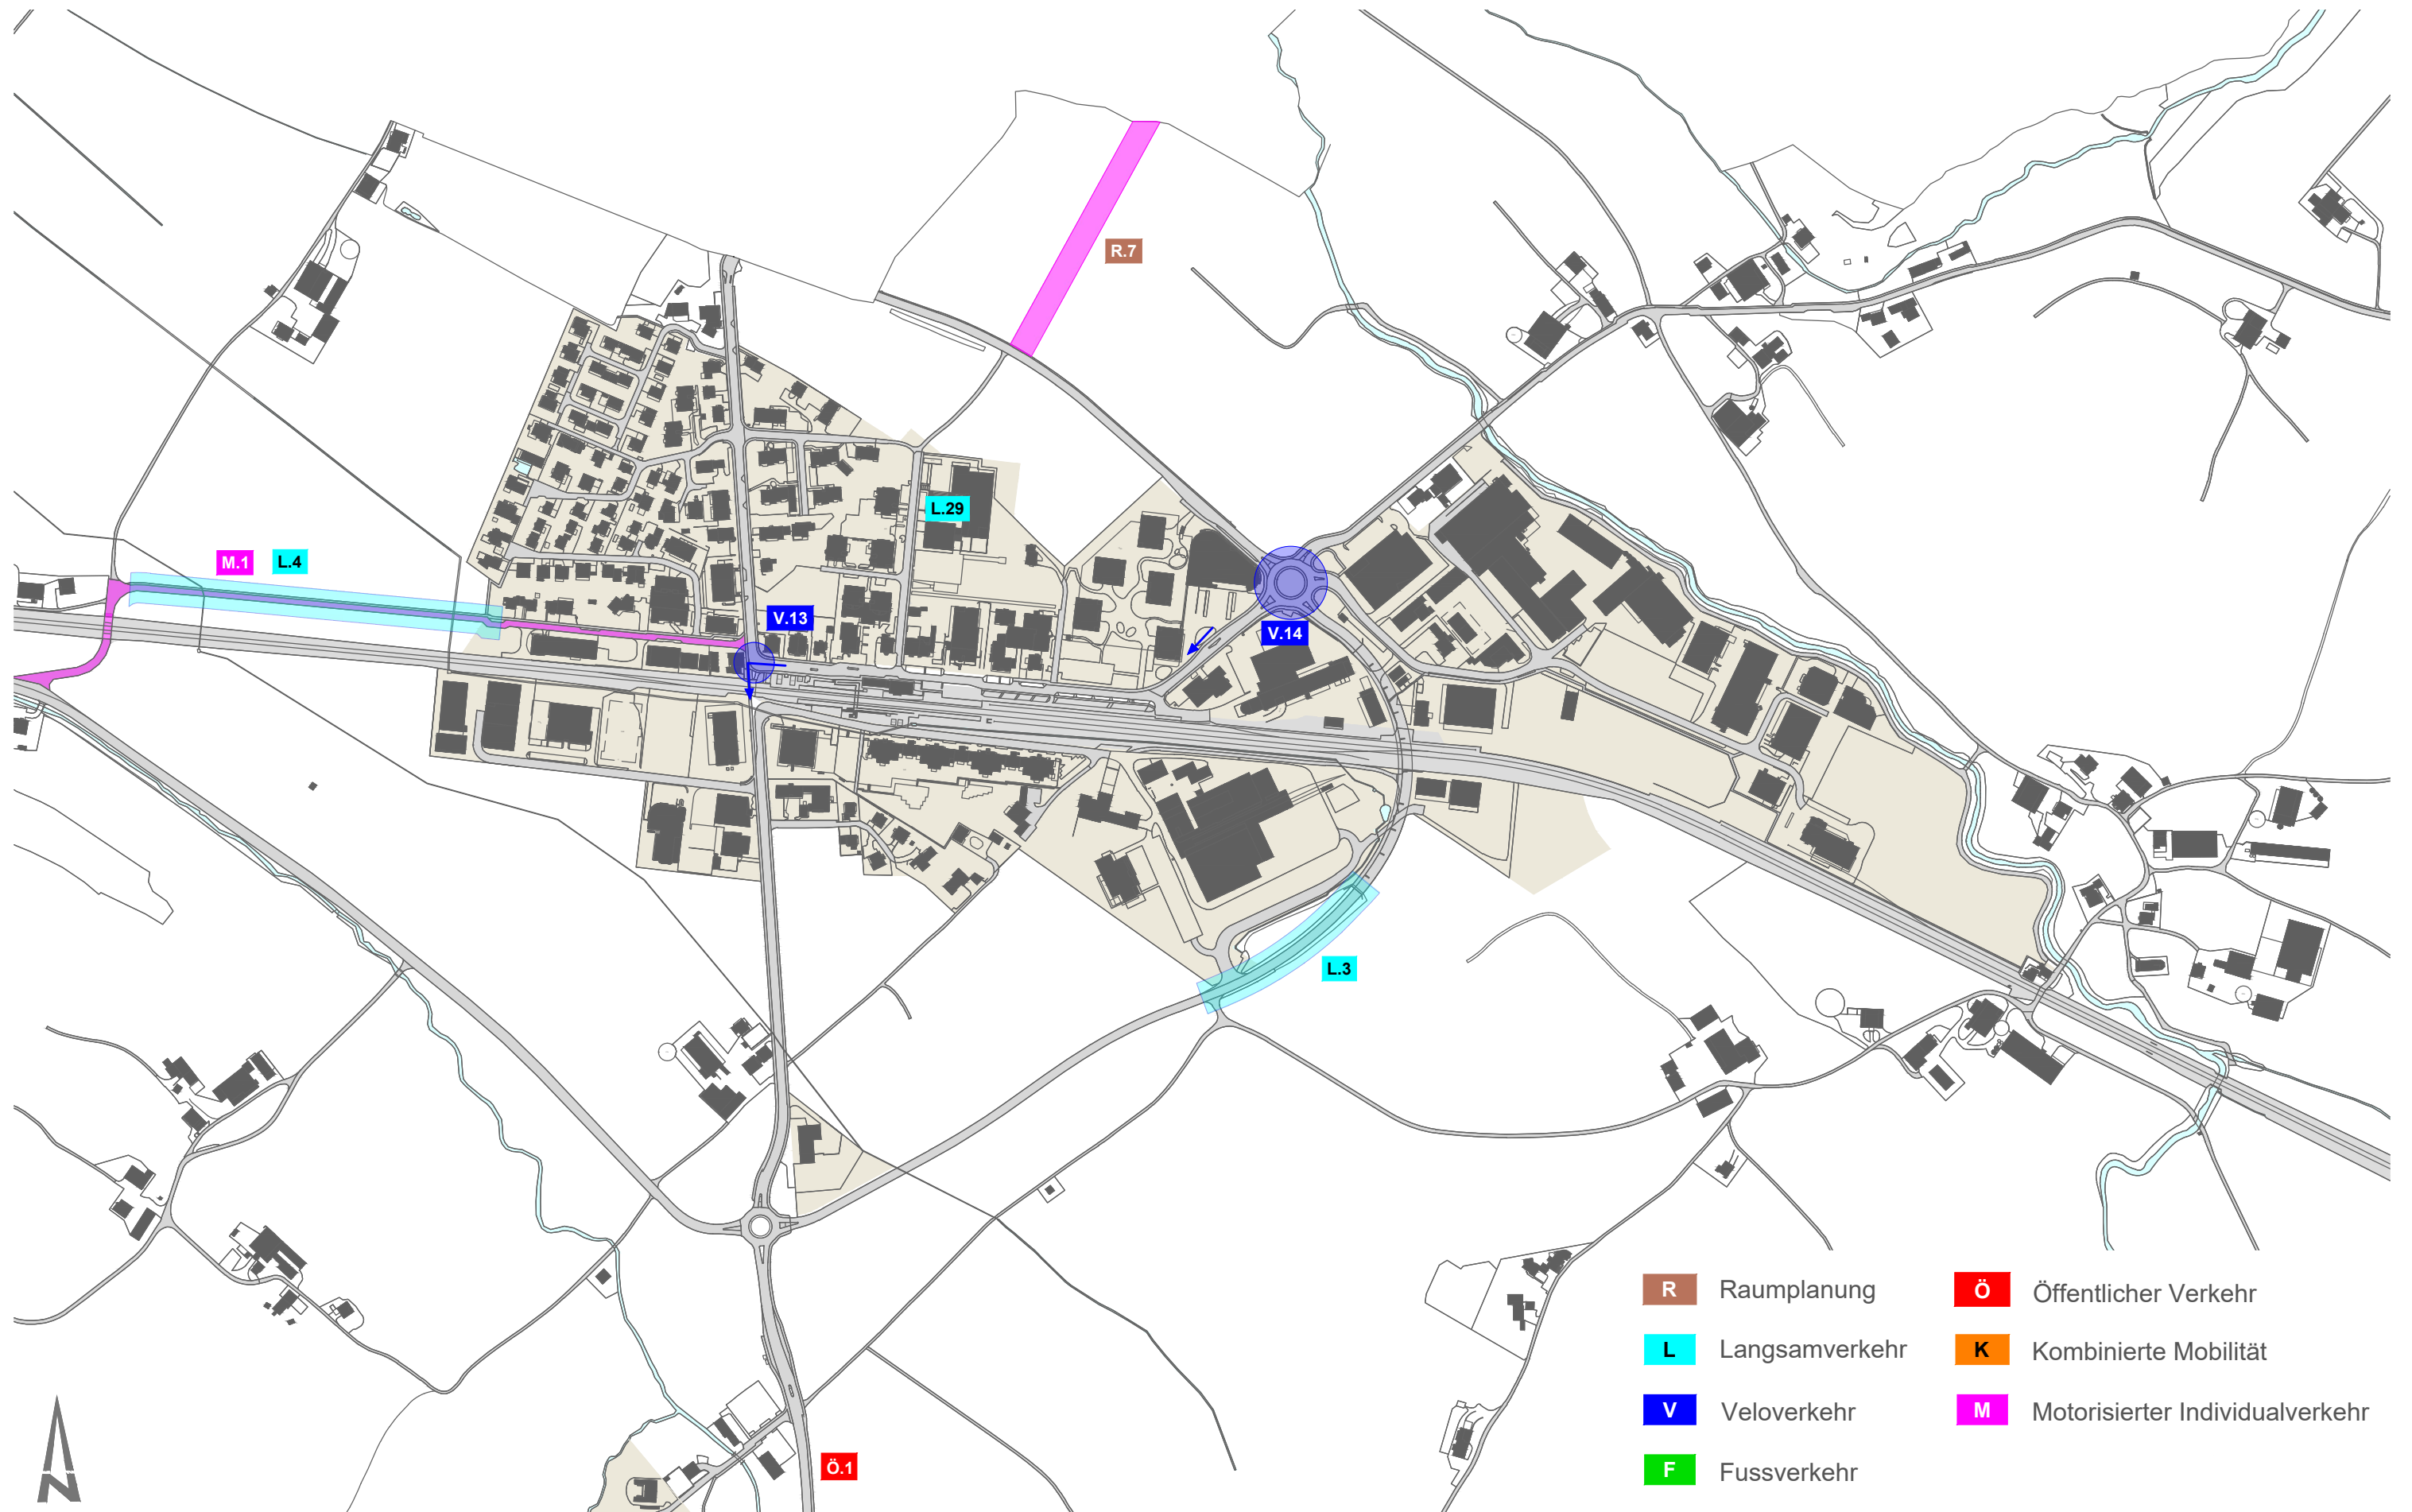 R.7
L.29
M.1
L.4
V.13
V.14
L.3
Ö.1
R Raumplanung
L Langsamverkehr
V Veloverkehr
F Fussverkehr
Ö Öffentlicher Verkehr
K Kombinierte Mobilität
M Motorisierter Individualverkehr
N